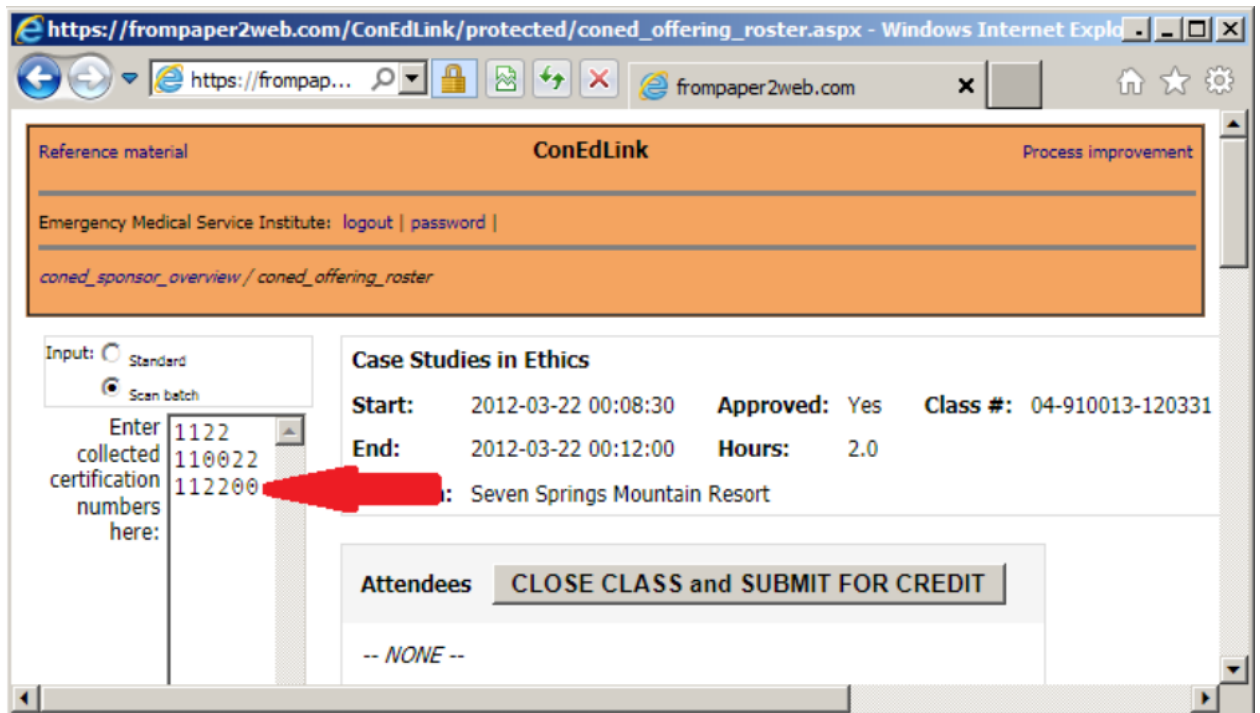 https://frompaper2web.com/ConEdLink/protected/coned_offering_roster.aspx - Windows Internet Explo
https://frompap...
frompaper2web.com
Reference material ConEdLink Process improvement
Emergency Medical Service Institute: logout | password |
coned_sponsor_overview / coned_offering_roster
Input: Standard
Scan batch
Enter collected certification numbers here:
1122
110022
112200
Case Studies in Ethics
Start: 2012-03-22 00:08:30 Approved: Yes Class #: 04-910013-120331
End: 2012-03-22 00:12:00 Hours: 2.0
Seven Springs Mountain Resort
Attendees CLOSE CLASS and SUBMIT FOR CREDIT
-- NONE --